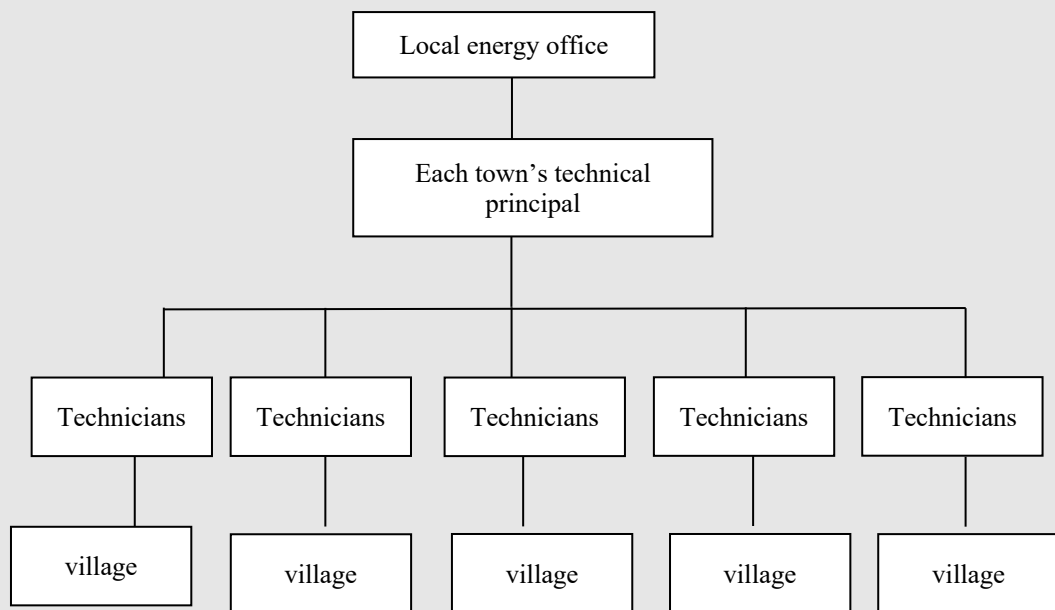 Local energy office
Each town’s technical
principal
Technicians
Technicians
Technicians
Technicians
Technicians
village
village
village
village
village